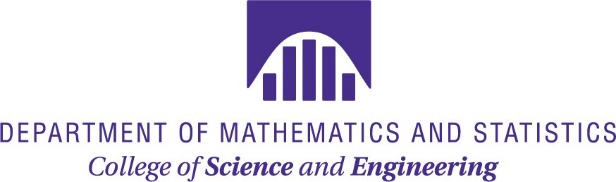 DEPARTMENT OF MATHEMATICS AND STATISTICS
College of Science and Engineering